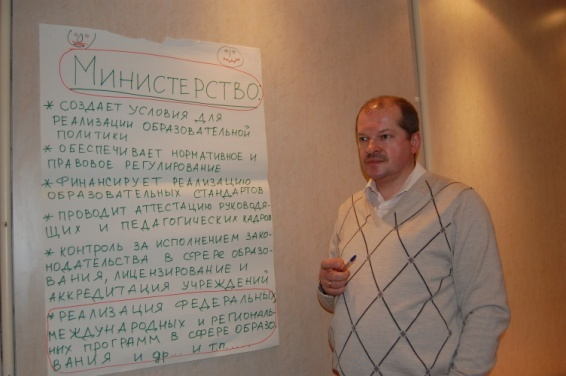 МИНИСТЕРСТВО:
* СОЗДАЕТ УСЛОВИЯ ДЛЯ
РЕАЛИЗАЦИИ ОБРАЗОВАТЕЛЬНОЙ
ПОЛИТИКИ
* ОБЕСПЕЧИВАЕТ НОРМАТИВНОЕ И
ПРАВОВОЕ РЕГУЛИРОВАНИЕ
* ФИНАНСИРУЕТ РЕАЛИЗАЦИЮ
ОБРАЗОВАТЕЛЬНЫХ СТАНДАРТОВ
* ПРОВОДИТ АТТЕСТАЦИЮ РУКОВОДЯ-
ЩИХ И ПЕДАГОГИЧЕСКИХ КАДРОВ
* КОНТРОЛЬ ЗА ИСПОЛНЕНИЕМ ЗАКО-
НОДАТЕЛЬСТВА В СФЕРЕ ОБРАЗО-
ВАНИЯ, ЛИЦЕНЗИРОВАНИЕ И
АККРЕДИТАЦИЯ УЧРЕЖДЕНИЙ
* РЕАЛИЗАЦИЯ ФЕДЕРАЛЬНЫХ,
МЕЖДУНАРОДНЫХ И РЕГИОНАЛЬ-
НЫХ ПРОГРАММ В СФЕРЕ ОБРАЗО-
ВАНИЯ И др.... и т.п......